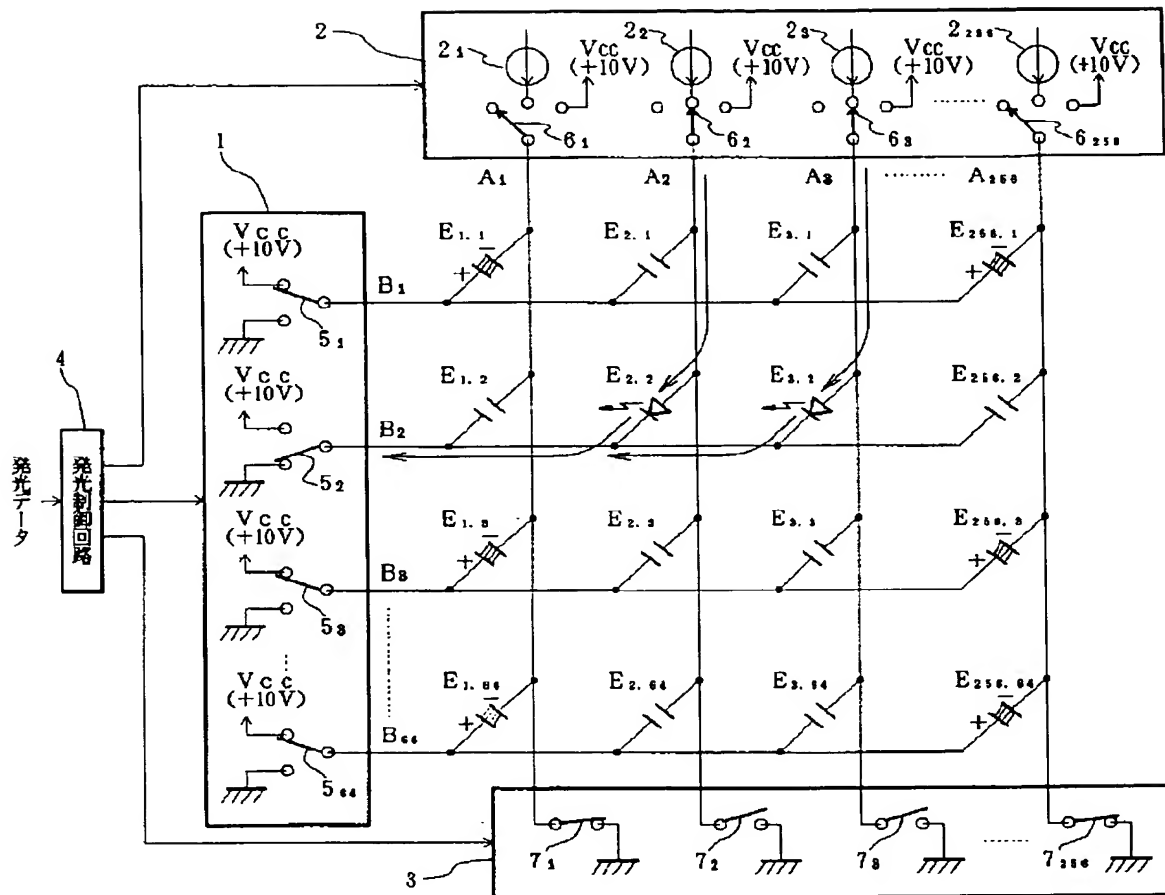 2
2₁ 2₂ 2₃ 2₂₅₆
Vcc Vcc Vcc Vcc
(+10V) (+10V) (+10V) (+10V)
6₁ 6₂ 6₃ 6₂₅₆
1
A₁ A₂ A₃ A₂₅₆
Vcc
(+10V)
E₁.₁ E₂.₁ E₃.₁ E₂₅₆.₁
+ − + −
B₁
5₁
4
Vcc
(+10V)
E₁.₂ E₂.₂ E₃.₂ E₂₅₆.₂
B₂
5₂
発光データ
発光制御回路
Vcc
(+10V)
E₁.₃ E₂.₃ E₃.₃ E₂₅₆.₃
+ − + −
B₃
5₃
Vcc
(+10V)
E₁.₆₄ E₂.₆₄ E₃.₆₄ E₂₅₆.₆₄
+ − + −
B₆₄
5₆₄
7₁ 7₂ 7₃ 7₂₅₆
3